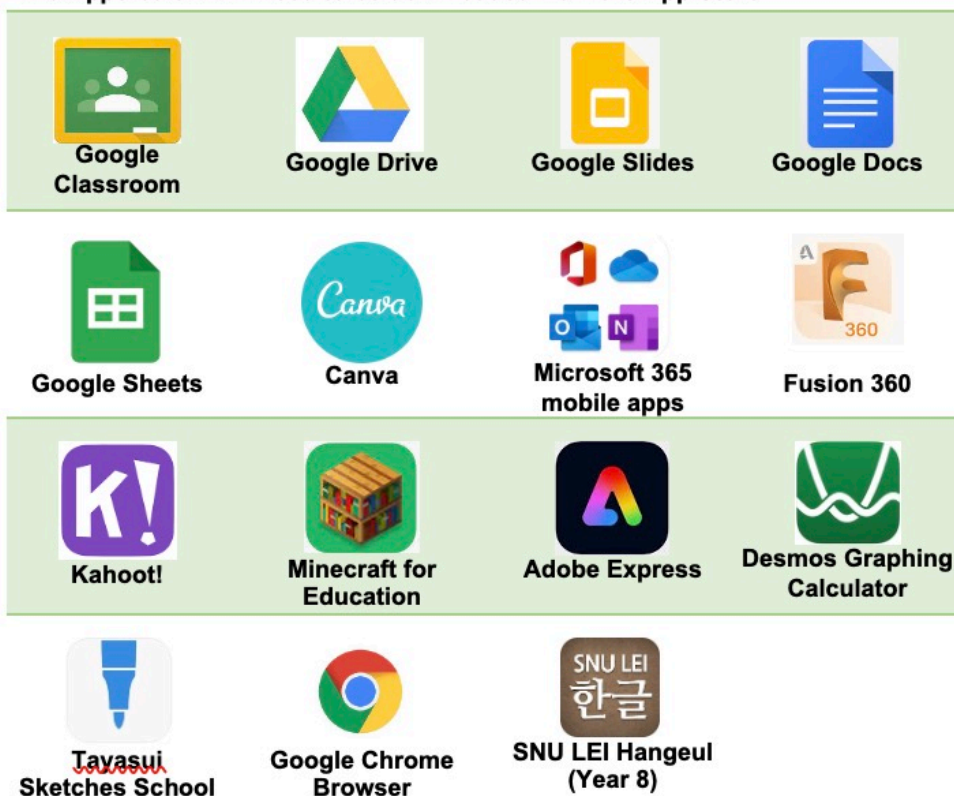 Google
Classroom
Google Drive
Google Slides
Google Docs
Canva
O
N
A
F
360
Google Sheets
Canva
Microsoft 365
mobile apps
Fusion 360
K!
Kahoot!
Minecraft for
Education
Adobe Express
Desmos Graphing
Calculator
SNU LEI
한글
Tayasui
Sketches School
Google Chrome
Browser
SNU LEI Hangeul
(Year 8)